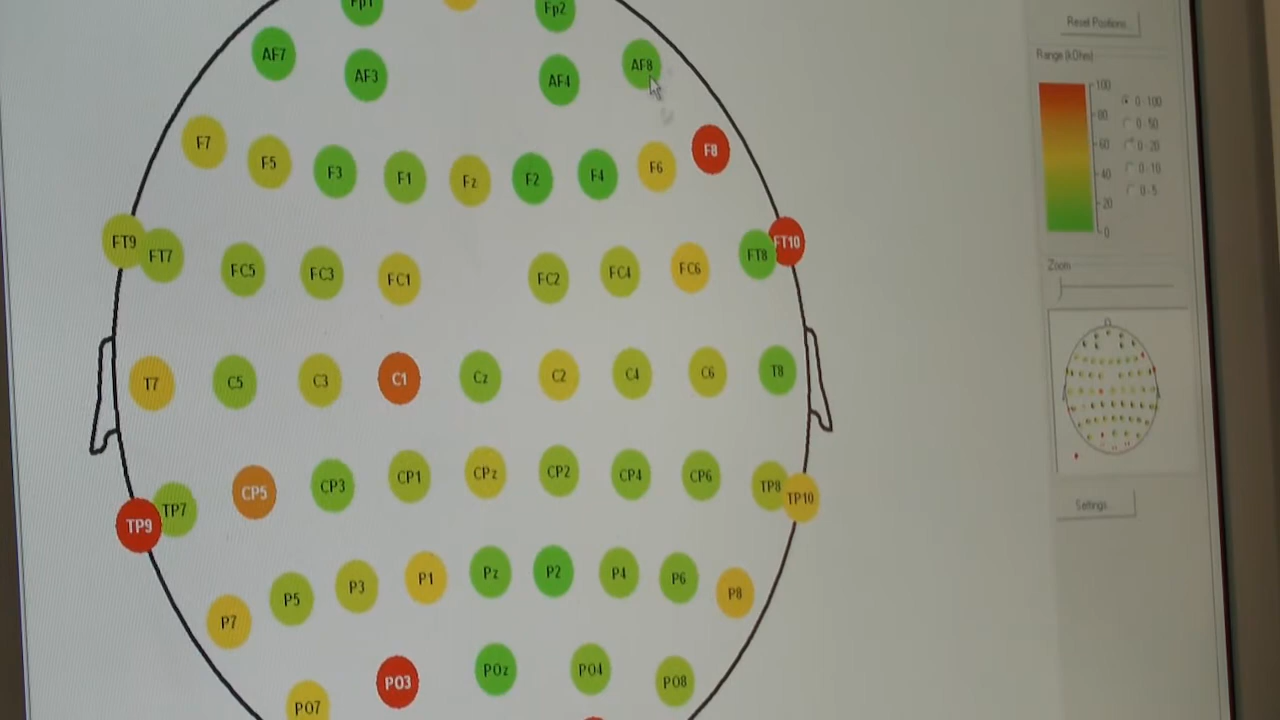 Fp1 Fp2
AF7 AF3 AF4 AF8
F7 F5 F3 F1 Fz F2 F4 F6 F8
FT9 FT7 FC5 FC3 FC1 FC2 FC4 FC6 FT8 FT10
T7 C5 C3 C1 Cz C2 C4 C6 T8
TP9 TP7 CP5 CP3 CP1 CPz CP2 CP4 CP6 TP8 TP10
P7 P5 P3 P1 Pz P2 P4 P6 P8
PO7 PO3 POz PO4 PO8
Reset Positions
Range (kOhm)
100
80
60
40
20
0
0 - 100
0 - 50
0 - 20
0 - 10
0 - 5
Zoom
Settings...